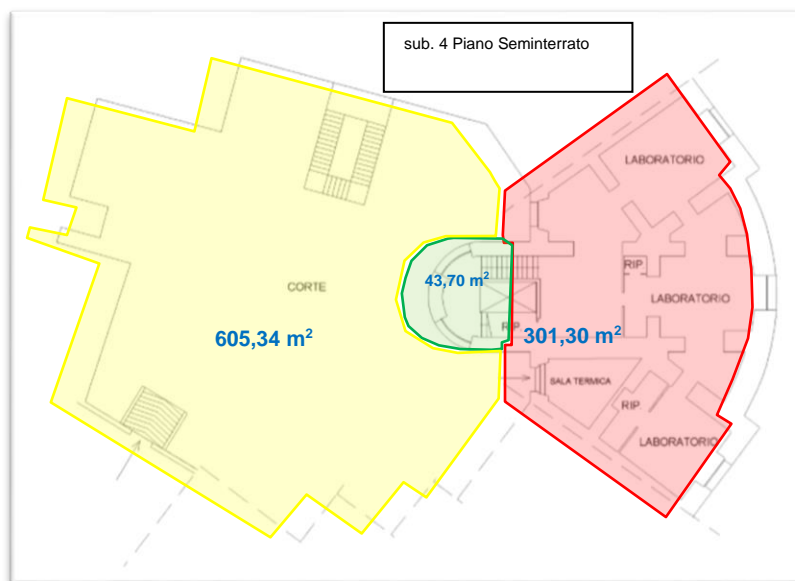 sub. 4 Piano Seminterrato
LABORATORIO
RIP.
43,70 m²
CORTE
LABORATORIO
RIP.
605,34 m²
301,30 m²
SALA TERMICA
RIP.
LABORATORIO